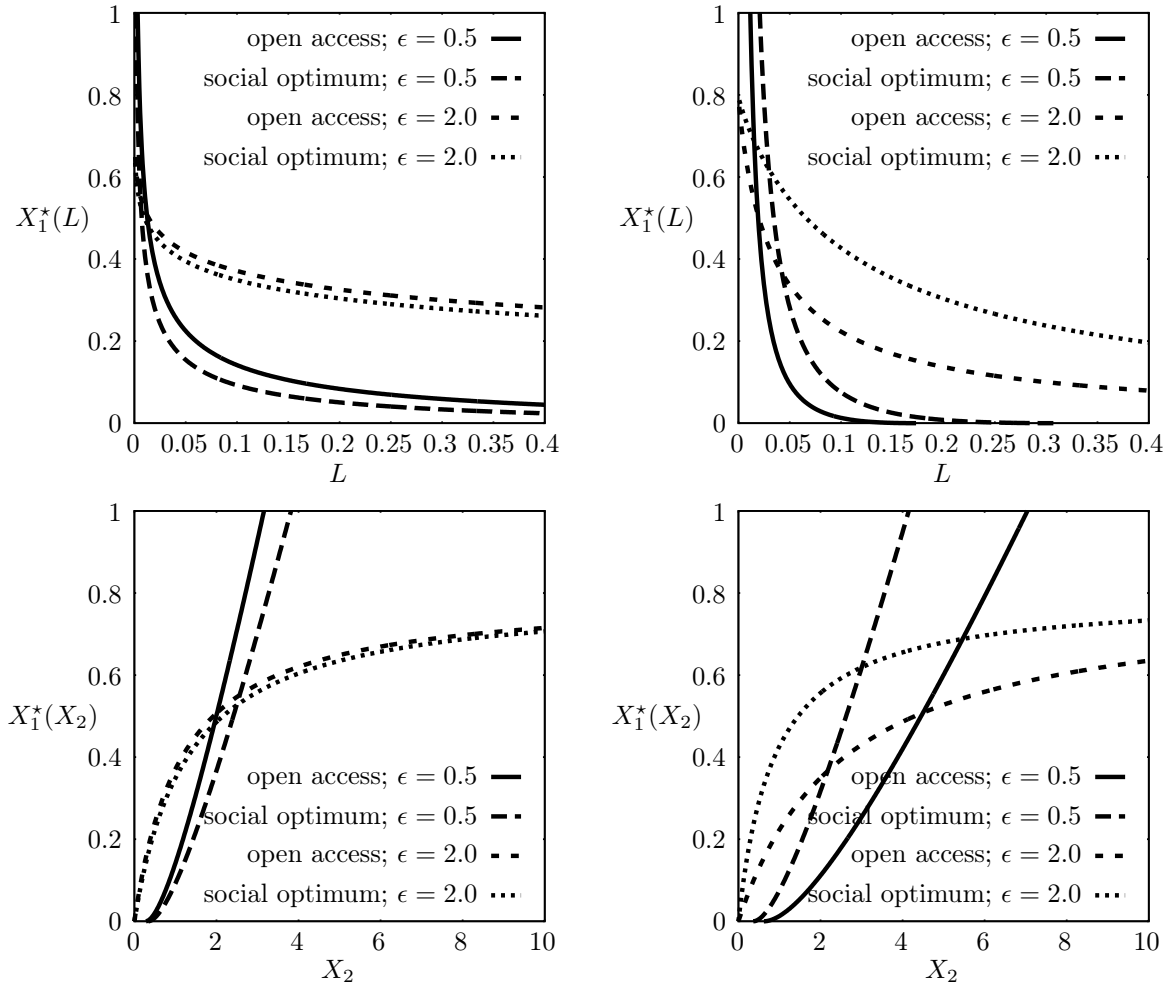 1
open access; ϵ = 0.5
social optimum; ϵ = 0.5
open access; ϵ = 2.0
social optimum; ϵ = 2.0
0.8
0.6
X₁⋆(L)
0.4
0.2
0
0 0.05 0.1 0.15 0.2 0.25 0.3 0.35 0.4
L
1
open access; ϵ = 0.5
social optimum; ϵ = 0.5
open access; ϵ = 2.0
social optimum; ϵ = 2.0
0.8
0.6
X₁⋆(L)
0.4
0.2
0
0 0.05 0.1 0.15 0.2 0.25 0.3 0.35 0.4
L
1
0.8
0.6
X₁⋆(X₂)
0.4
0.2
0
open access; ϵ = 0.5
social optimum; ϵ = 0.5
open access; ϵ = 2.0
social optimum; ϵ = 2.0
0 2 4 6 8 10
X₂
1
0.8
0.6
X₁⋆(X₂)
0.4
0.2
0
open access; ϵ = 0.5
social optimum; ϵ = 0.5
open access; ϵ = 2.0
social optimum; ϵ = 2.0
0 2 4 6 8 10
X₂